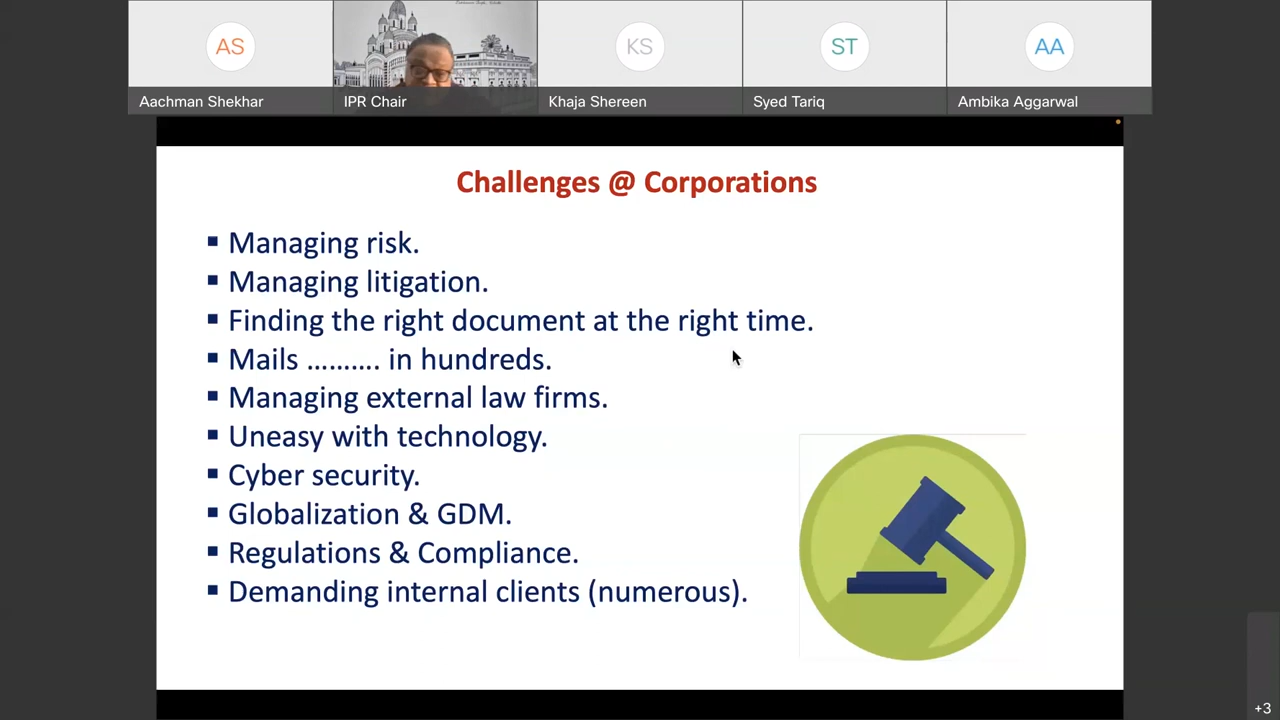 AS
KS
ST
AA
Aachman Shekhar
IPR Chair
Khaja Shereen
Syed Tariq
Ambika Aggarwal
Challenges @ Corporations
▪ Managing risk.
▪ Managing litigation.
▪ Finding the right document at the right time.
▪ Mails .......... in hundreds.
▪ Managing external law firms.
▪ Uneasy with technology.
▪ Cyber security.
▪ Globalization & GDM.
▪ Regulations & Compliance.
▪ Demanding internal clients (numerous).
+3